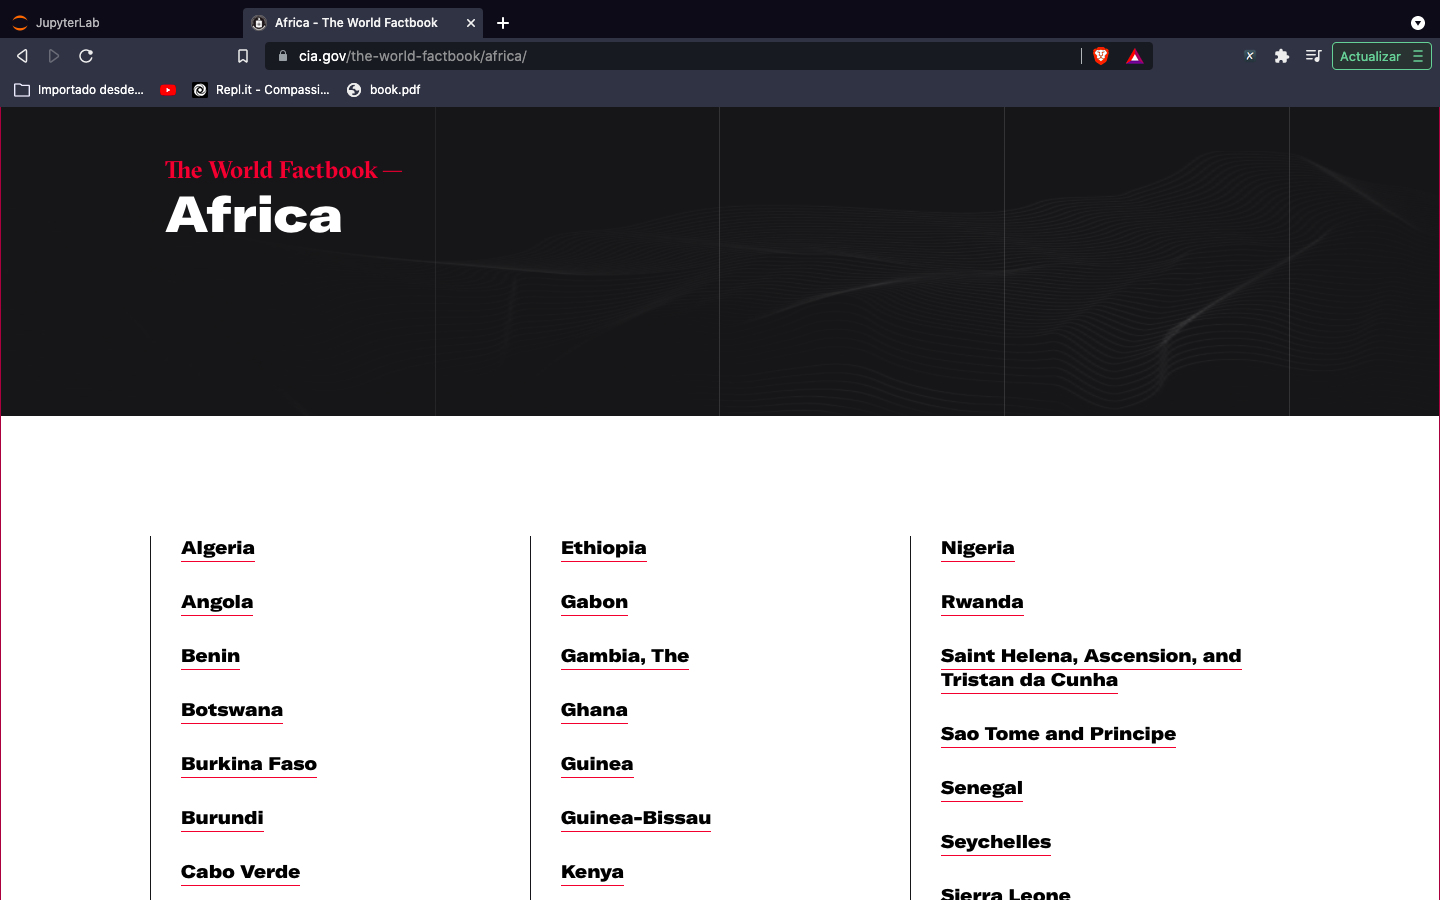 JupyterLab
Africa - The World Factbook
cia.gov/the-world-factbook/africa/
Actualizar
Importado desde...
Repl.it - Compassi...
book.pdf
The World Factbook —
Africa
Algeria
Angola
Benin
Botswana
Burkina Faso
Burundi
Cabo Verde
Ethiopia
Gabon
Gambia, The
Ghana
Guinea
Guinea-Bissau
Kenya
Nigeria
Rwanda
Saint Helena, Ascension, and
Tristan da Cunha
Sao Tome and Principe
Senegal
Seychelles
Sierra Leone